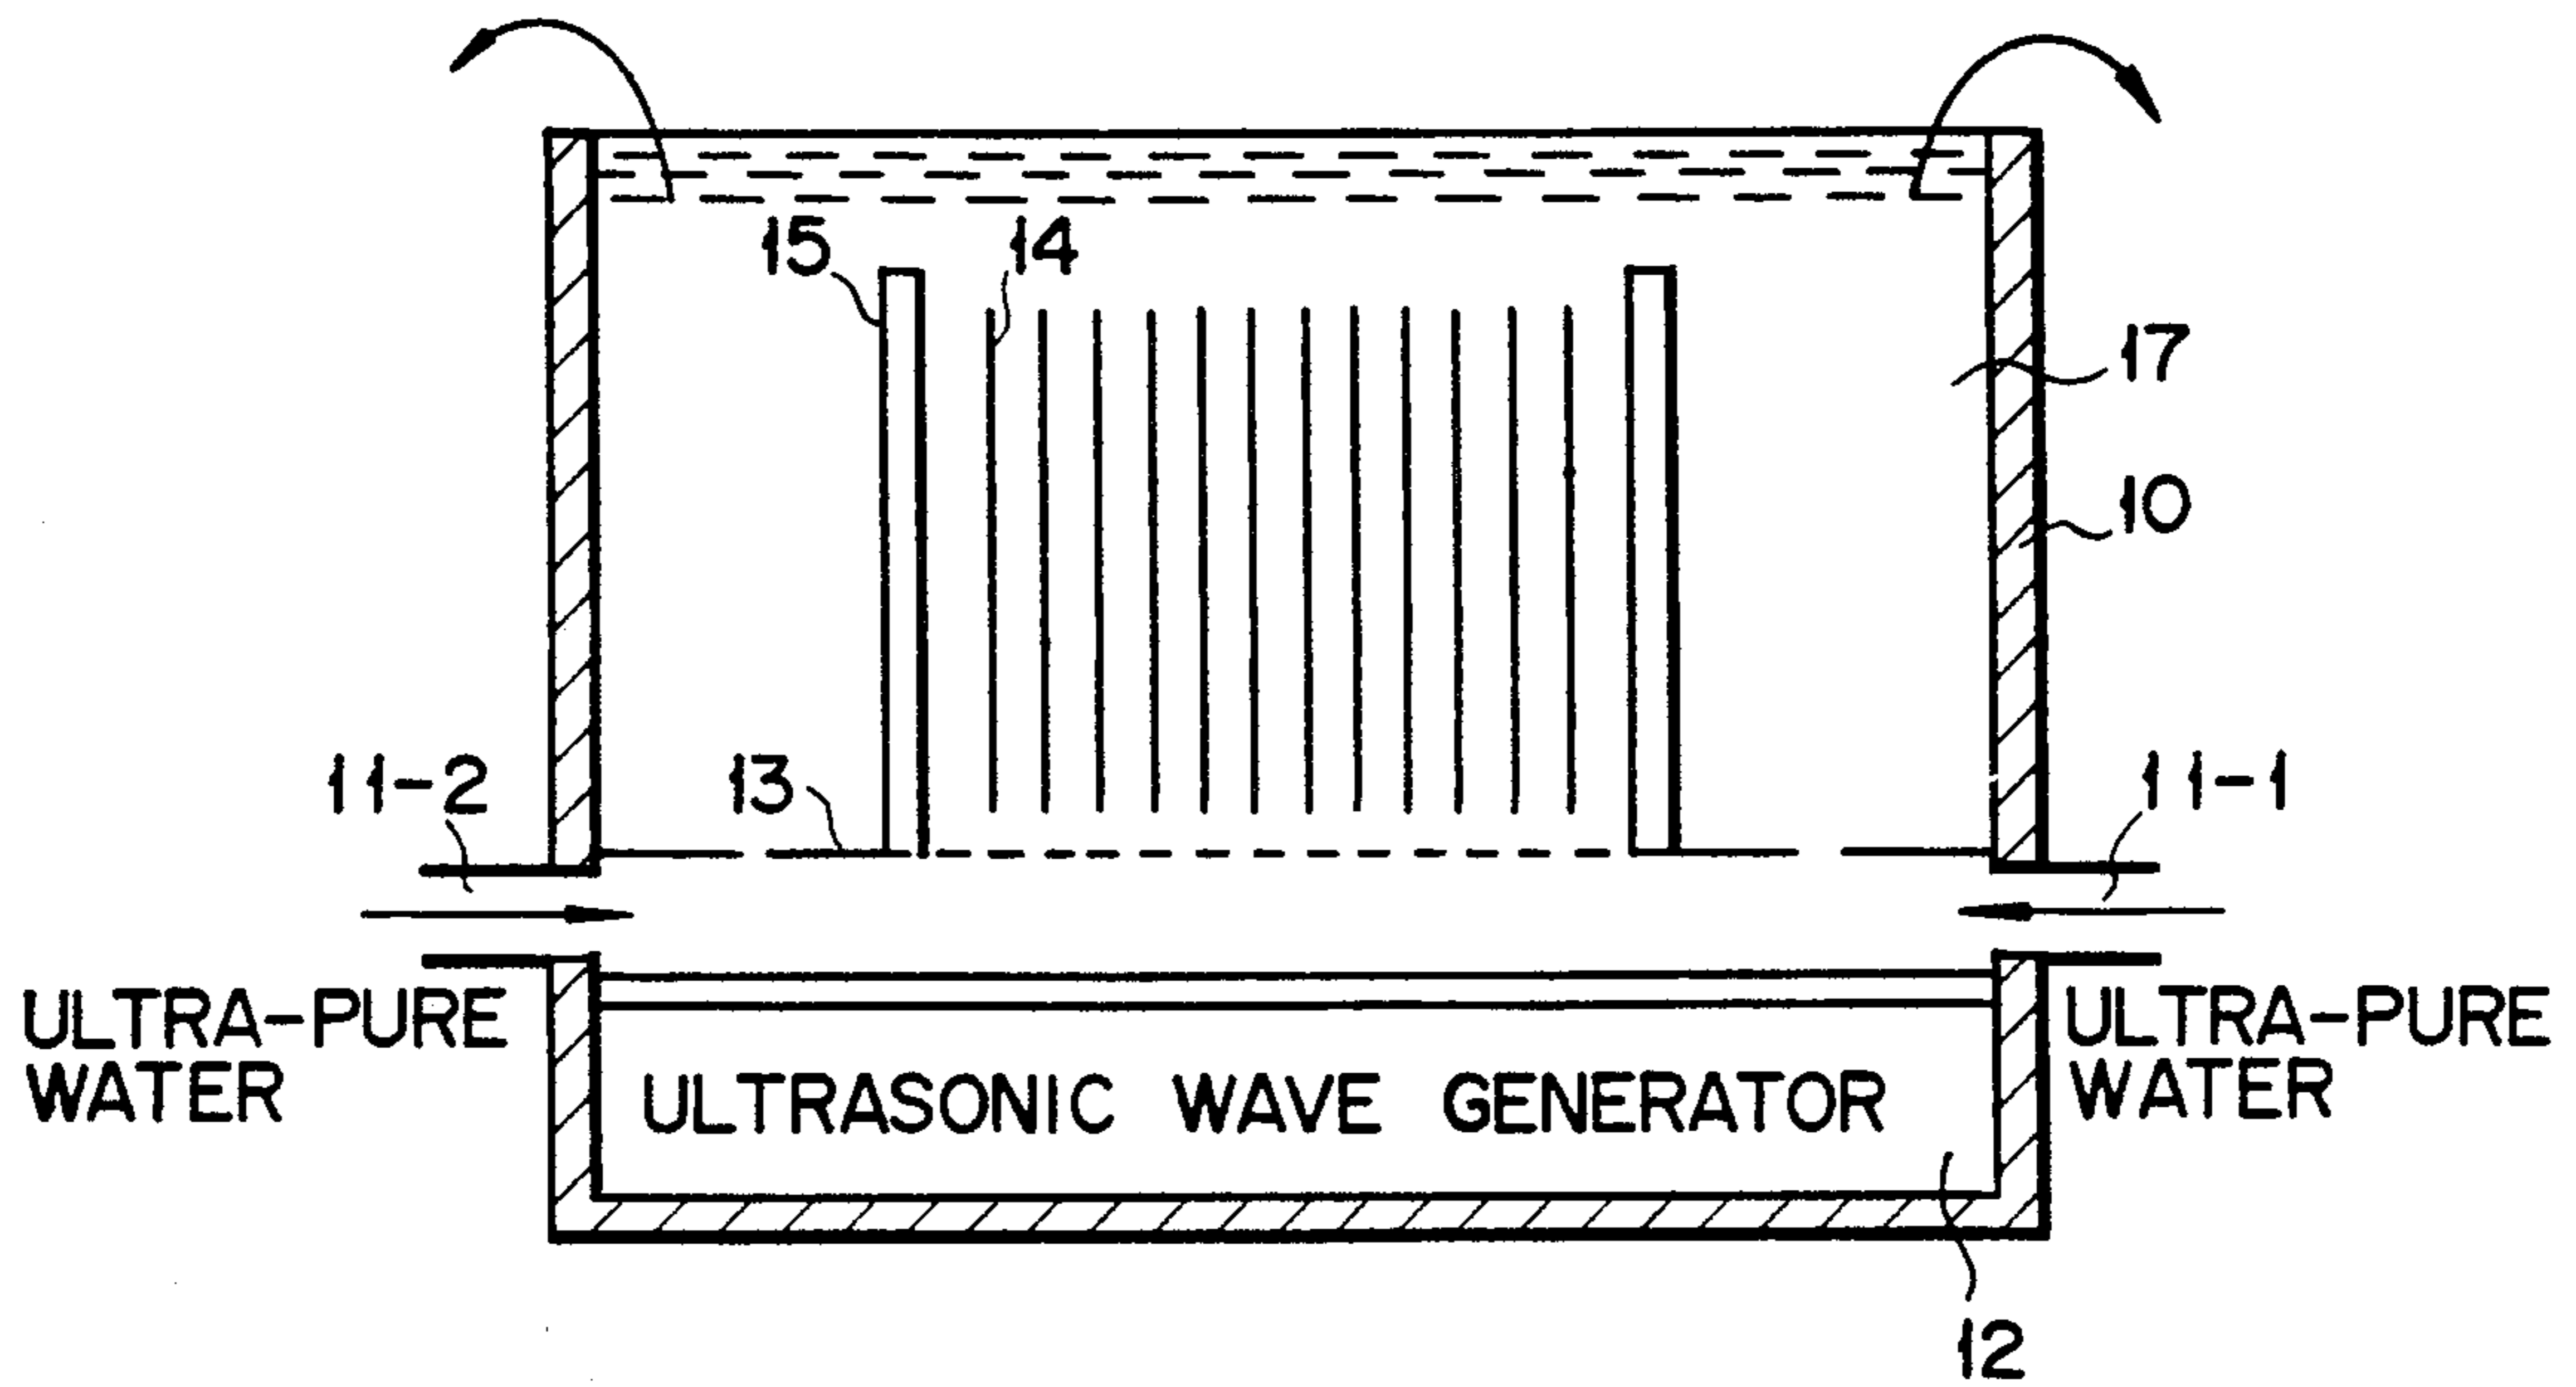 15
14
17
10
11-2
13
11-1
ULTRA-PURE
WATER
ULTRASONIC WAVE GENERATOR
ULTRA-PURE
WATER
12